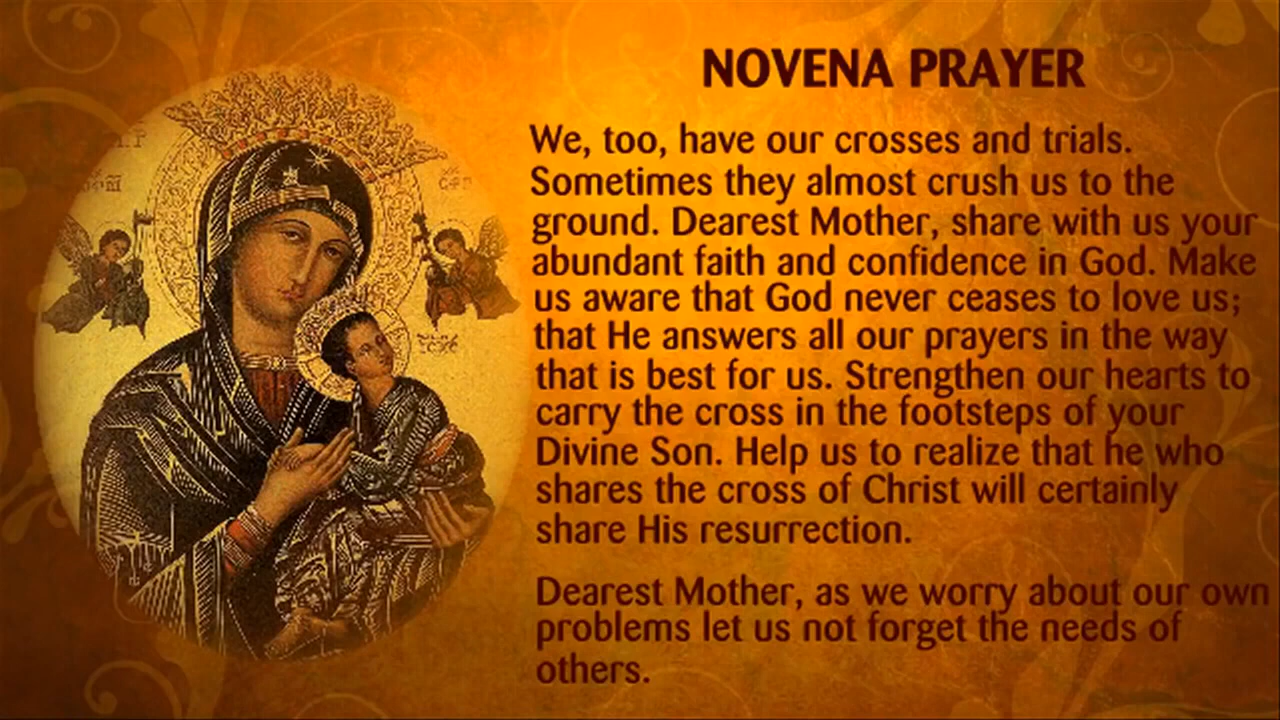 NOVENA PRAYER
We, too, have our crosses and trials.
Sometimes they almost crush us to the
ground. Dearest Mother, share with us your
abundant faith and confidence in God. Make
us aware that God never ceases to love us;
that He answers all our prayers in the way
that is best for us. Strengthen our hearts to
carry the cross in the footsteps of your
Divine Son. Help us to realize that he who
shares the cross of Christ will certainly
share His resurrection.
Dearest Mother, as we worry about our own
problems let us not forget the needs of
others.